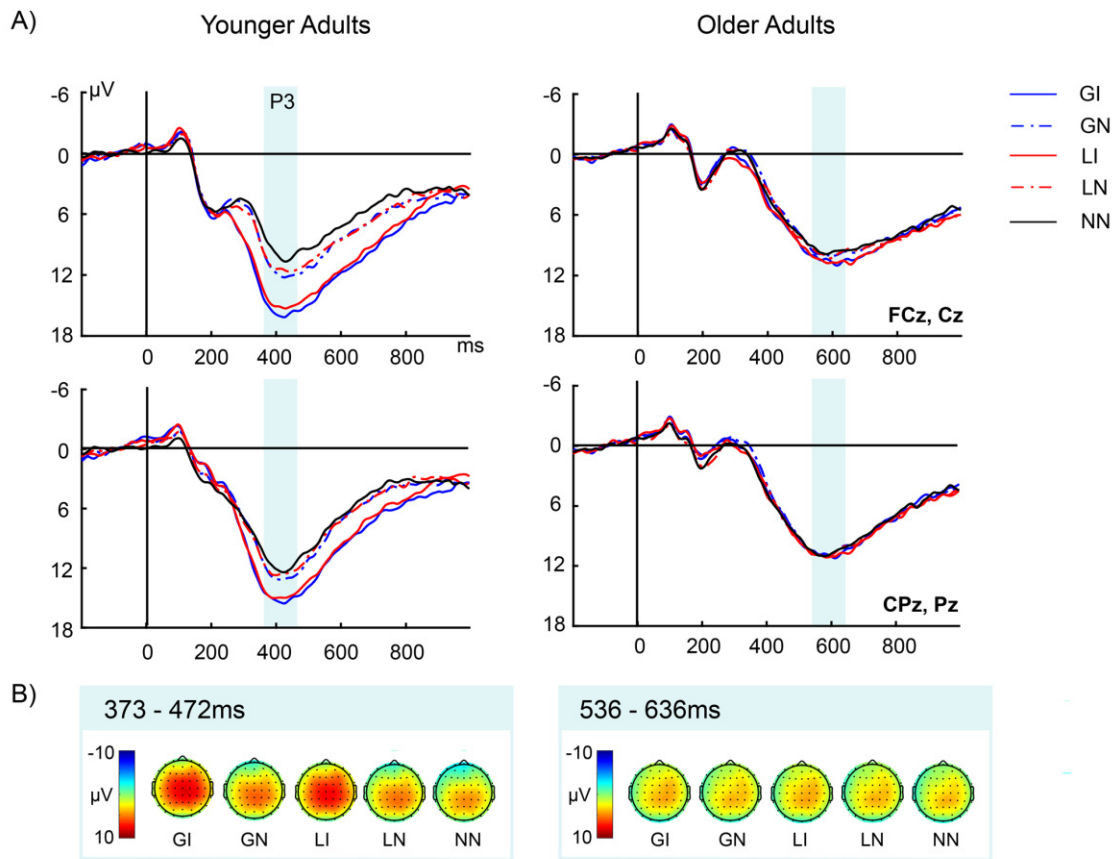 A)
Younger Adults
Older Adults
-6
µV
P3
0
6
12
18
0 200 400 600 800
ms
-6
0
6
12
18
0 200 400 600 800
FCz, Cz
GI
GN
LI
LN
NN
-6
0
6
12
18
0 200 400 600 800
-6
0
6
12
18
0 200 400 600 800
CPz, Pz
B)
373 - 472ms
-10
µV
10
GI GN LI LN NN
536 - 636ms
-10
µV
10
GI GN LI LN NN